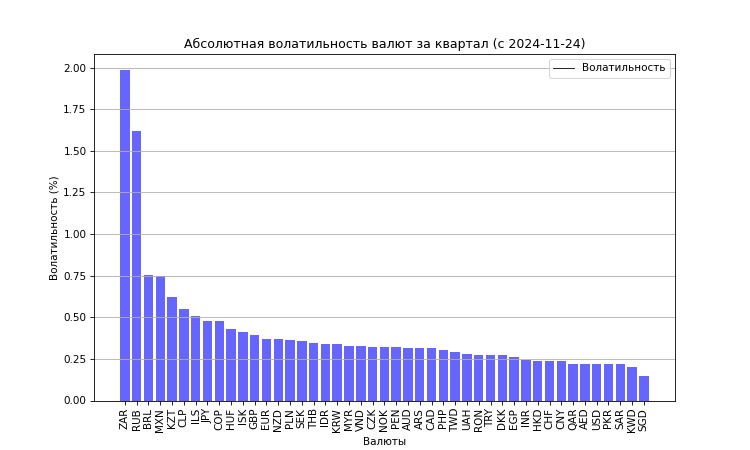 Абсолютная волатильность валют за квартал (с 2024-11-24)
Волатильность
Волатильность (%)
2.00
1.75
1.50
1.25
1.00
0.75
0.50
0.25
0.00
ZAR
RUB
BRL
MXN
KZT
CLP
ILS
JPY
COP
HUF
ISK
GBP
EUR
NZD
PLN
SEK
THB
IDR
KRW
MYR
VND
CZK
NOK
PEN
AUD
ARS
CAD
PHP
TWD
UAH
RON
TRY
DKK
EGP
INR
HKD
CHF
CNY
QAR
AED
USD
PKR
SAR
KWD
SGD
Валюты